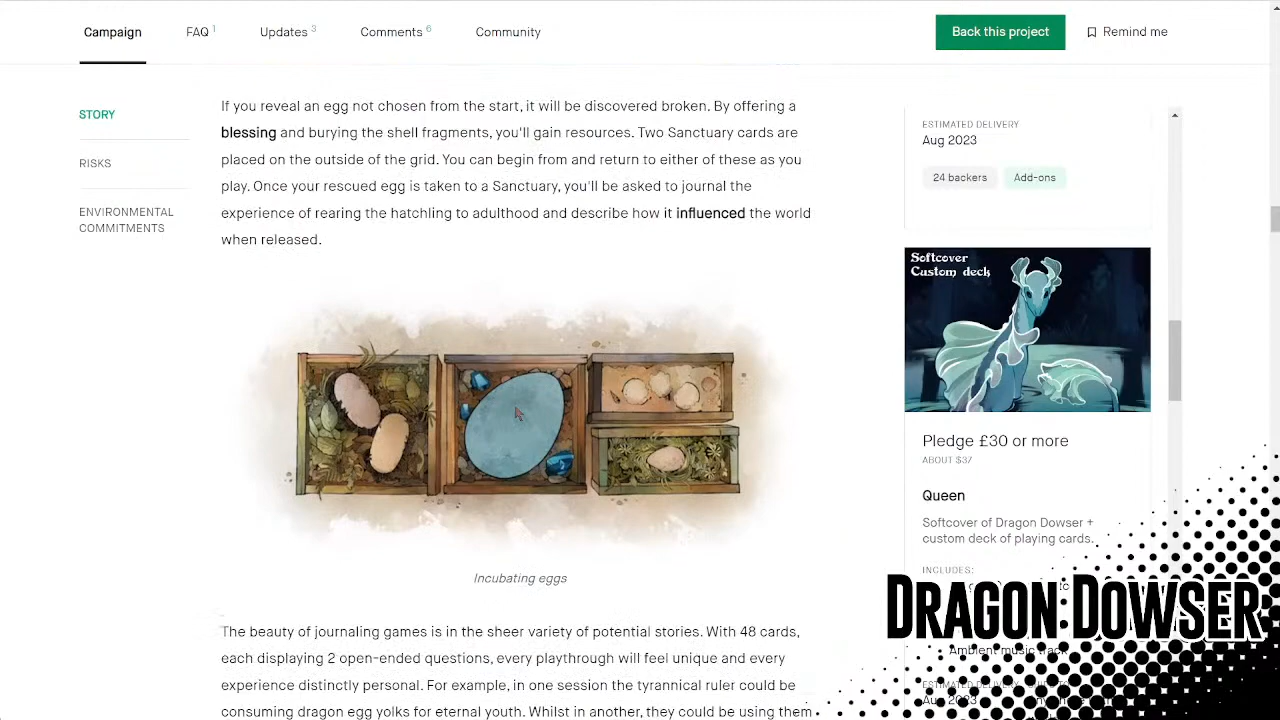 Campaign
FAQ 1
Updates 3
Comments 6
Community
Back this project
Remind me
STORY
RISKS
ENVIRONMENTAL
COMMITMENTS
If you reveal an egg not chosen from the start, it will be discovered broken. By offering a
blessing and burying the shell fragments, you'll gain resources. Two Sanctuary cards are
placed on the outside of the grid. You can begin from and return to either of these as you
play. Once your rescued egg is taken to a Sanctuary, you'll be asked to journal the
experience of rearing the hatchling to adulthood and describe how it influenced the world
when released.
Incubating eggs
The beauty of journaling games is in the sheer variety of potential stories. With 48 cards,
each displaying 2 open-ended questions, every playthrough will feel unique and every
experience distinctly personal. For example, in one session the tyrannical ruler could be
consuming dragon egg yolks for eternal youth. Whilst in another, they could be using them
ESTIMATED DELIVERY
Aug 2023
24 backers
Add-ons
Softcover
Custom deck
Pledge £30 or more
ABOUT $37
Queen
Softcover of Dragon Dowser +
custom deck of playing cards.
INCLUDES:
DRAGON DOWSER
Ambient music track
ESTIMATED DELIVERY
Aug 2023